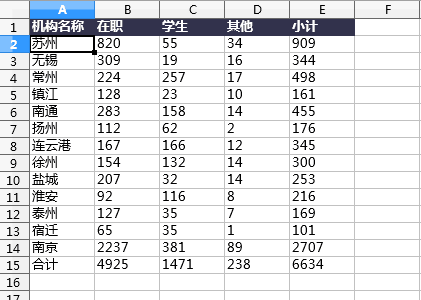 A B C D E F
1 机构名称 在职 学生 其他 小计
2 苏州 820 55 34 909
3 无锡 309 19 16 344
4 常州 224 257 17 498
5 镇江 128 23 10 161
6 南通 283 158 14 455
7 扬州 112 62 2 176
8 连云港 167 166 12 345
9 徐州 154 132 14 300
10 盐城 207 32 14 253
11 淮安 92 116 8 216
12 泰州 127 35 7 169
13 宿迁 65 35 1 101
14 南京 2237 381 89 2707
15 合计 4925 1471 238 6634
16
17